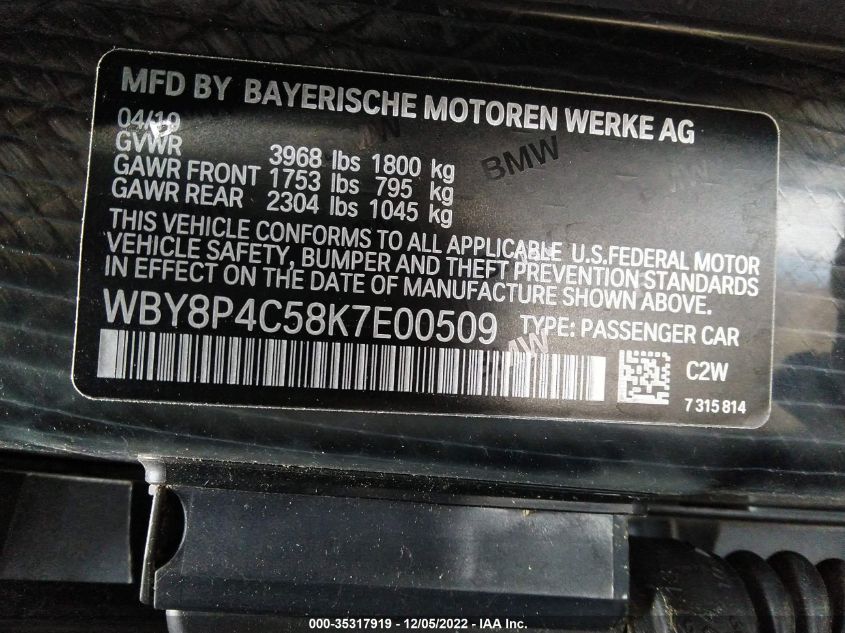 MFD BY BAYERISCHE MOTOREN WERKE AG
04/19
GVWR 3968 lbs 1800 kg
GAWR FRONT 1753 lbs 795 kg
GAWR REAR 2304 lbs 1045 kg
THIS VEHICLE CONFORMS TO ALL APPLICABLE U.S.FEDERAL MOTOR
VEHICLE SAFETY, BUMPER AND THEFT PREVENTION STANDARDS
IN EFFECT ON THE DATE OF MANUFACTURE SHOWN ABOVE.
WBY8P4C58K7E00509 TYPE: PASSENGER CAR
C2W
7 315 814
BMW
BMW
000-35317919 - 12/05/2022 - IAA Inc.